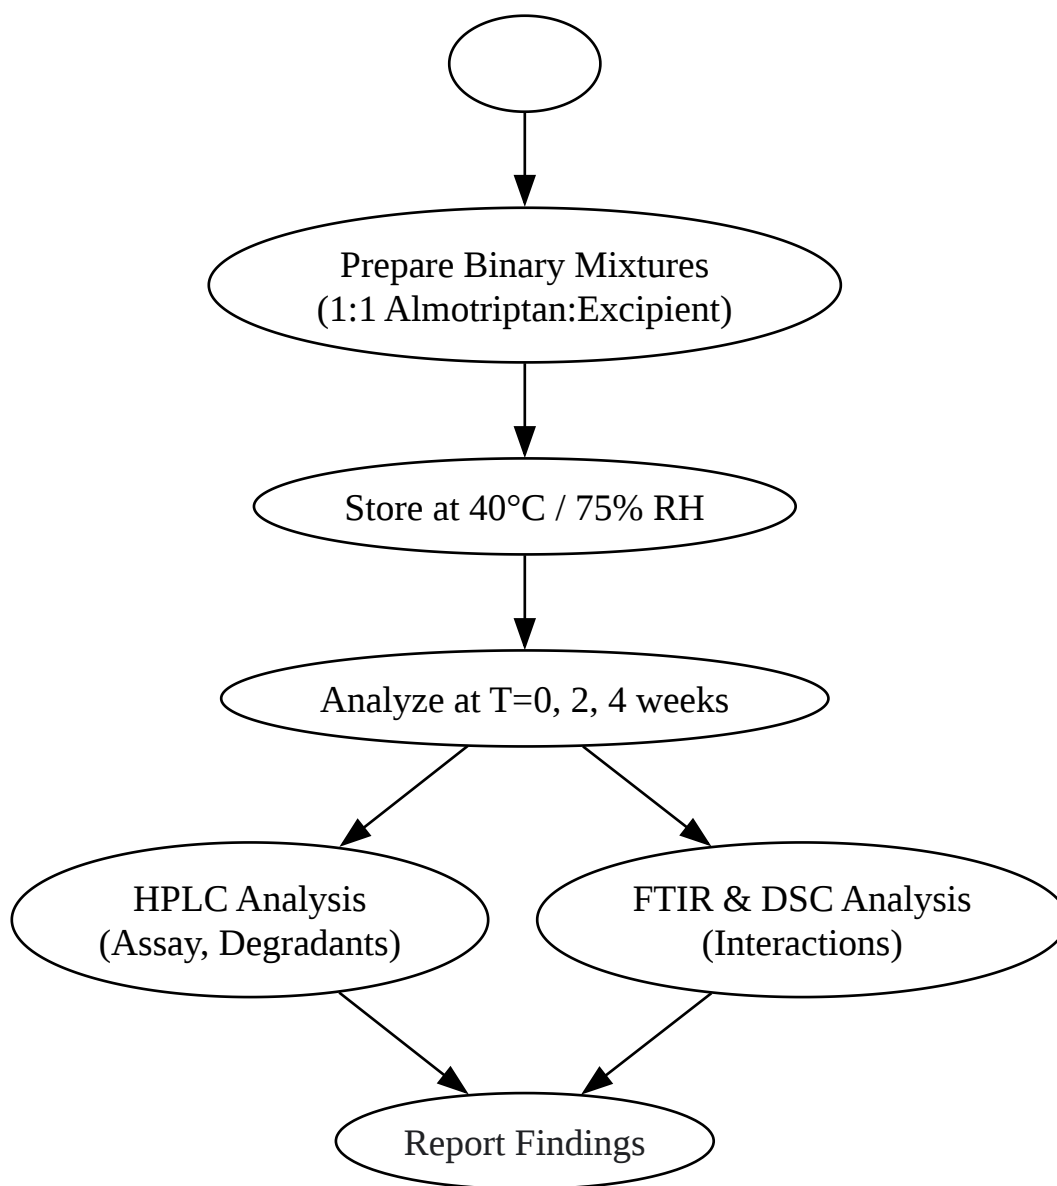 Prepare Binary Mixtures
(1:1 Almotriptan:Excipient)
Store at 40°C / 75% RH
Analyze at T=0, 2, 4 weeks
HPLC Analysis
(Assay, Degradants)
FTIR & DSC Analysis
(Interactions)
Report Findings